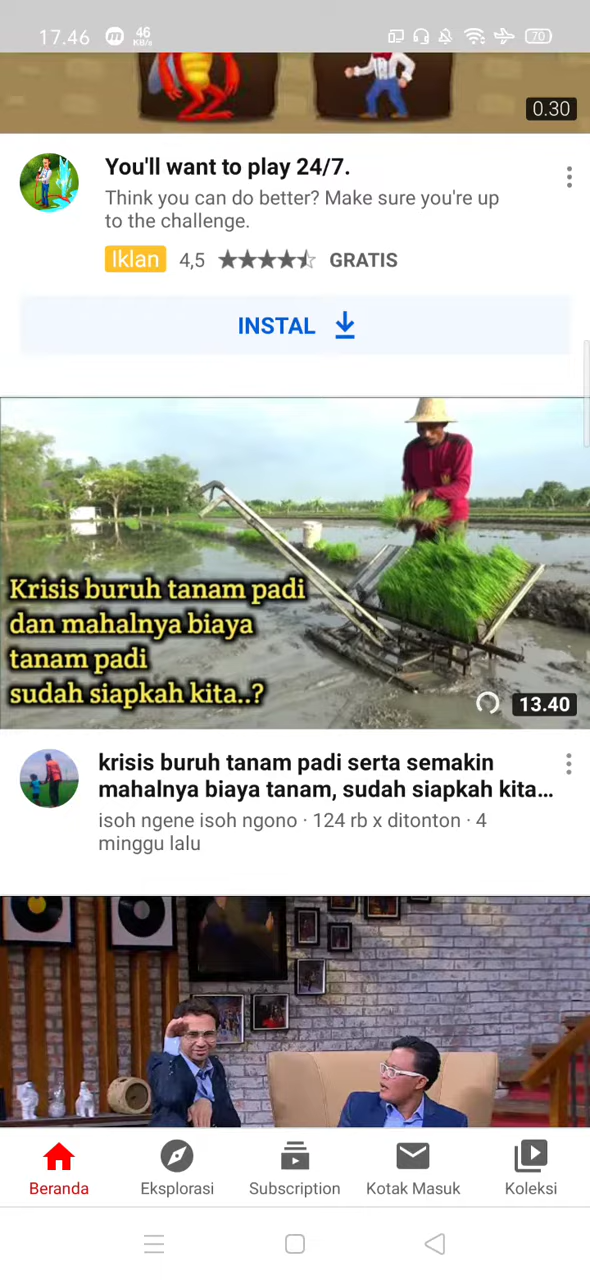 17.46
46
KB/s
70
0.30
You'll want to play 24/7.
Think you can do better? Make sure you're up
to the challenge.
Iklan 4,5 GRATIS
INSTAL
Krisis buruh tanam padi
dan mahalnya biaya
tanam padi
sudah siapkah kita..?
13.40
krisis buruh tanam padi serta semakin
mahalnya biaya tanam, sudah siapkah kita...
isoh ngene isoh ngono · 124 rb x ditonton · 4
minggu lalu
Beranda Eksplorasi Subscription Kotak Masuk Koleksi